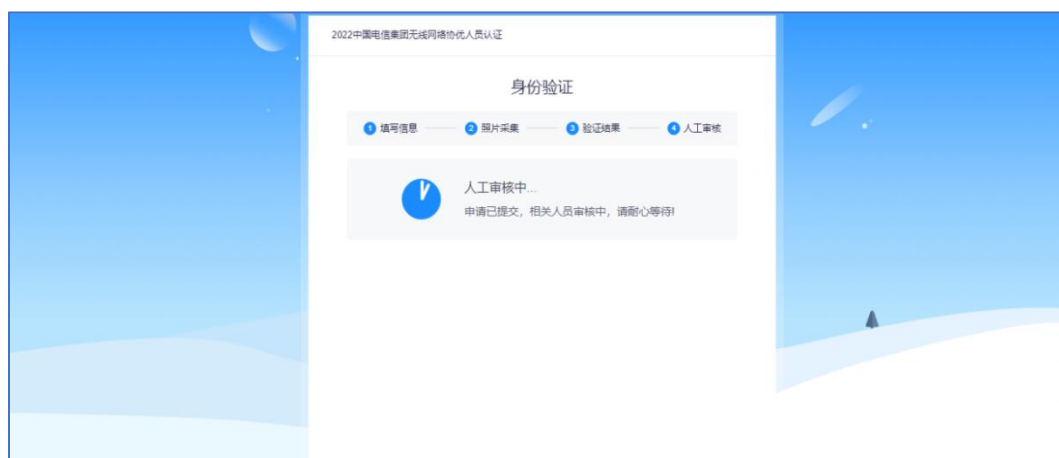 2022中国电信集团无线网络协优人员认证
身份验证
1 填写信息 2 照片采集 3 验证结果 4 人工审核
人工审核中...
申请已提交，相关人员审核中，请耐心等待!